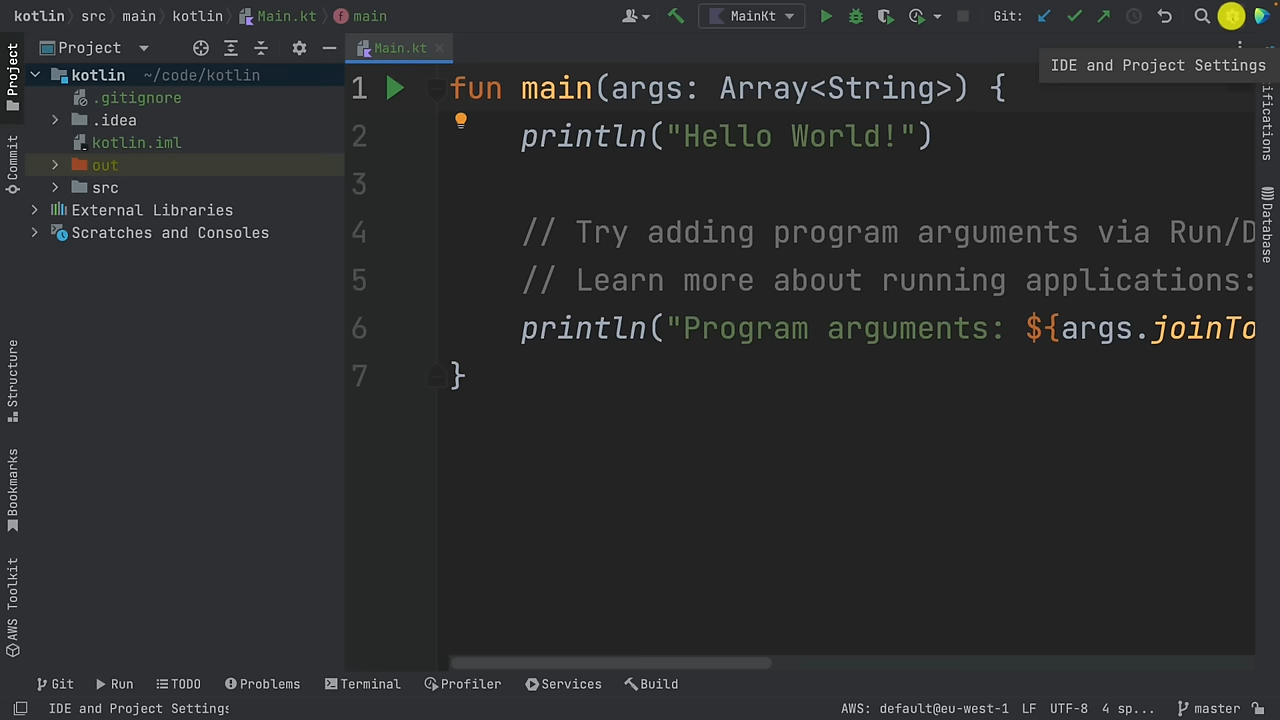 kotlin src main kotlin Main.kt main
MainKt
Git:
Project
Main.kt
IDE and Project Settings
Project
Commit
Structure
Bookmarks
AWS Toolkit
kotlin ~/code/kotlin
.gitignore
.idea
kotlin.iml
out
src
External Libraries
Scratches and Consoles
1 fun main(args: Array<String>) {
2 println("Hello World!")
3
4 // Try adding program arguments via Run/D
5 // Learn more about running applications:
6 println("Program arguments: ${args.joinTo
7 }
ifications
Database
Git Run TODO Problems Terminal Profiler Services Build
IDE and Project Settings
AWS: default@eu-west-1 LF UTF-8 4 sp... master